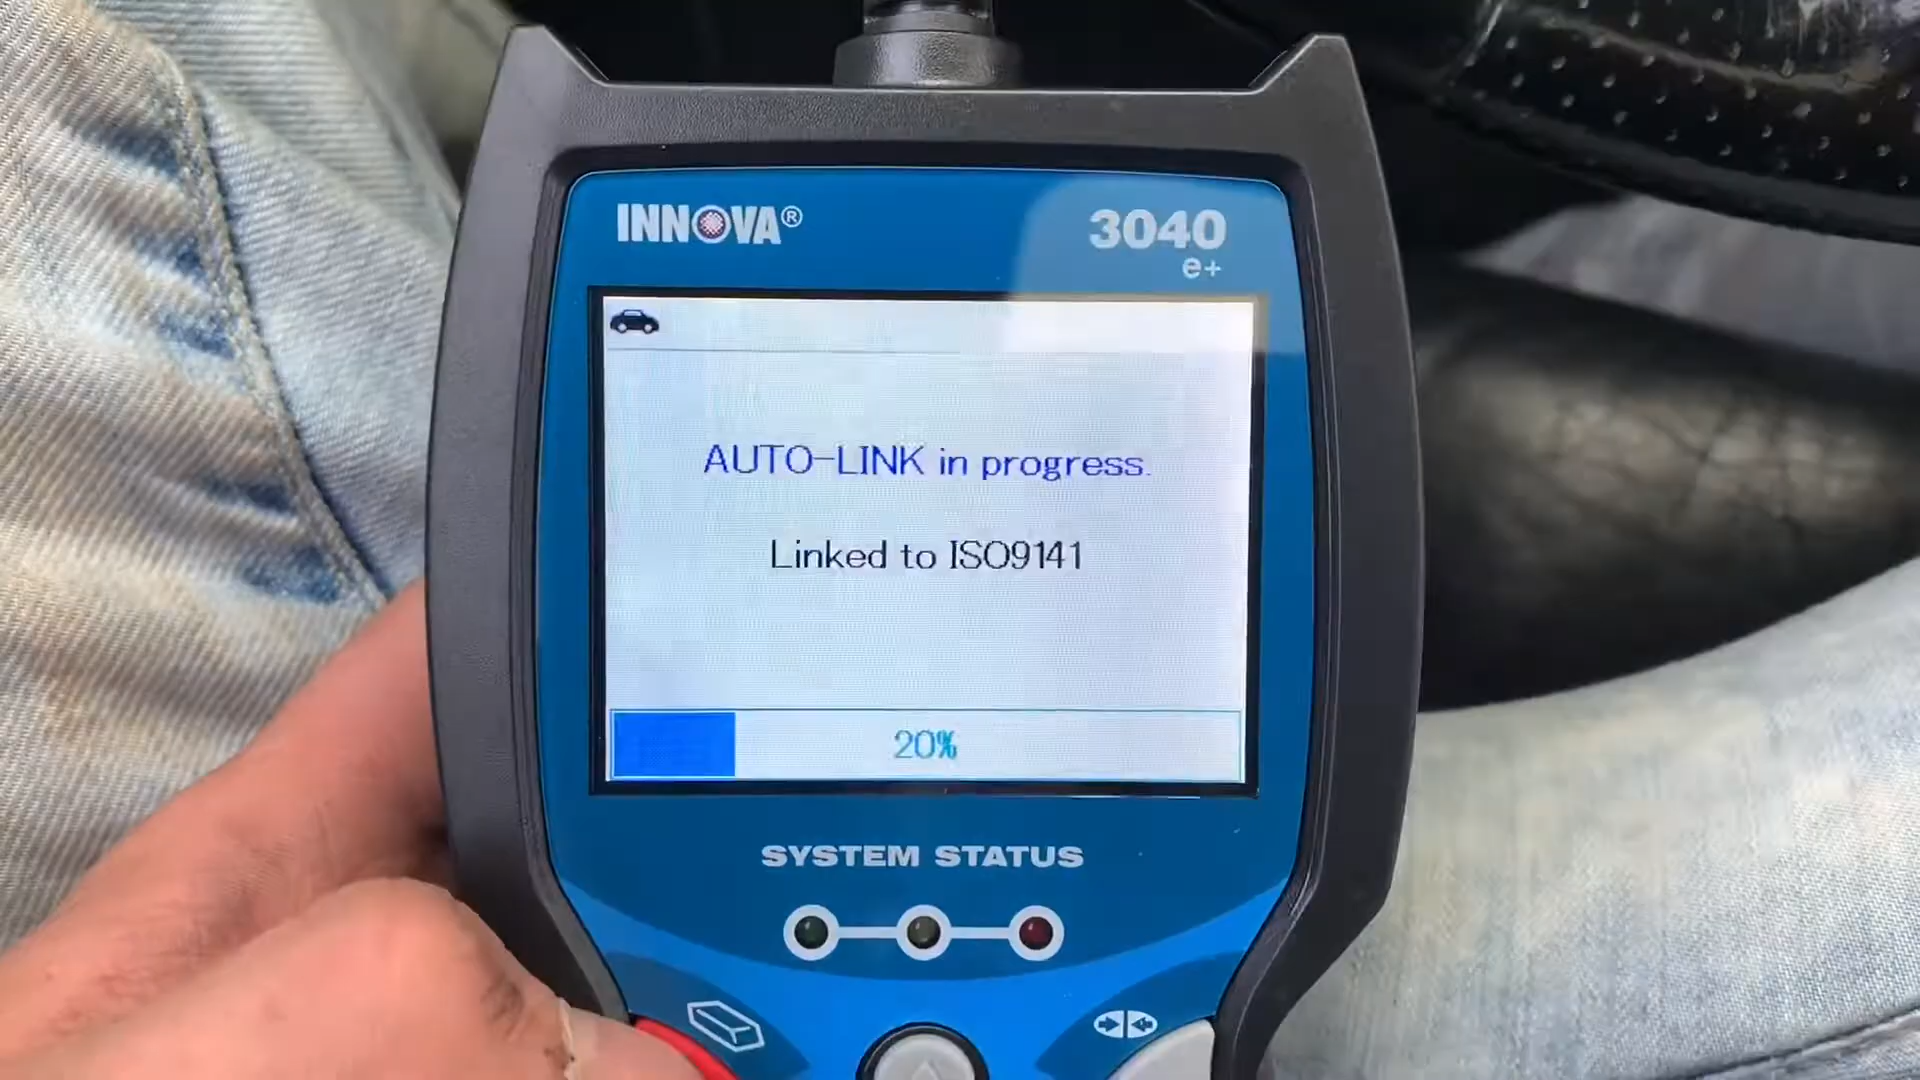 INNOVA®
3040
e+
AUTO-LINK in progress.
Linked to ISO9141
20%
SYSTEM STATUS